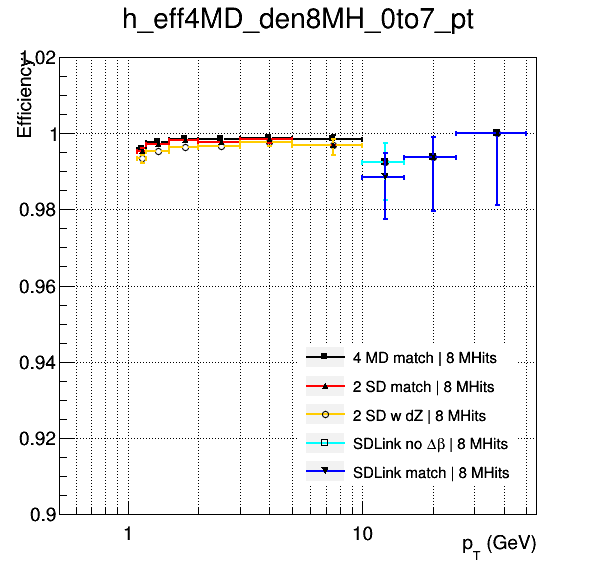 h_eff4MD_den8MH_0to7_pt
Efficiency
1.02
1
0.98
0.96
0.94
0.92
0.9
4 MD match | 8 MHits
2 SD match | 8 MHits
2 SD w dZ | 8 MHits
SDLink no Δβ | 8 MHits
SDLink match | 8 MHits
1
10
p_T (GeV)